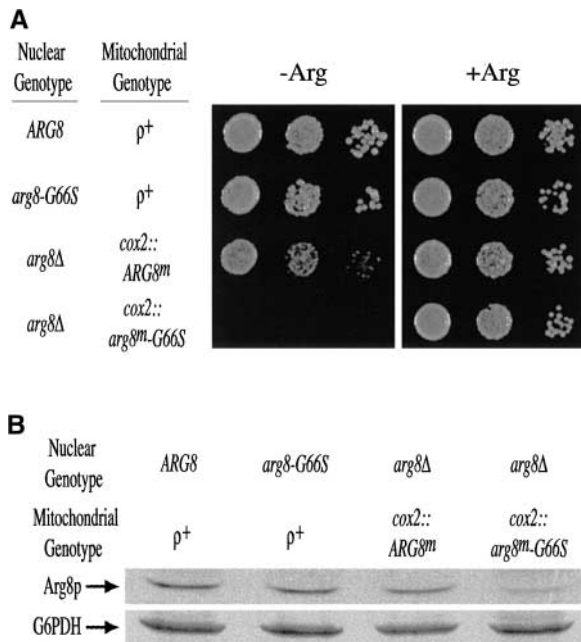 A
Nuclear Genotype
Mitochondrial Genotype
-Arg
+Arg
ARG8
ρ+
arg8-G66S
ρ+
arg8Δ
cox2::
ARG8m
arg8Δ
cox2::
arg8m-G66S
B
Nuclear Genotype
ARG8
arg8-G66S
arg8Δ
arg8Δ
Mitochondrial Genotype
ρ+
ρ+
cox2::
ARG8m
cox2::
arg8m-G66S
Arg8p
G6PDH